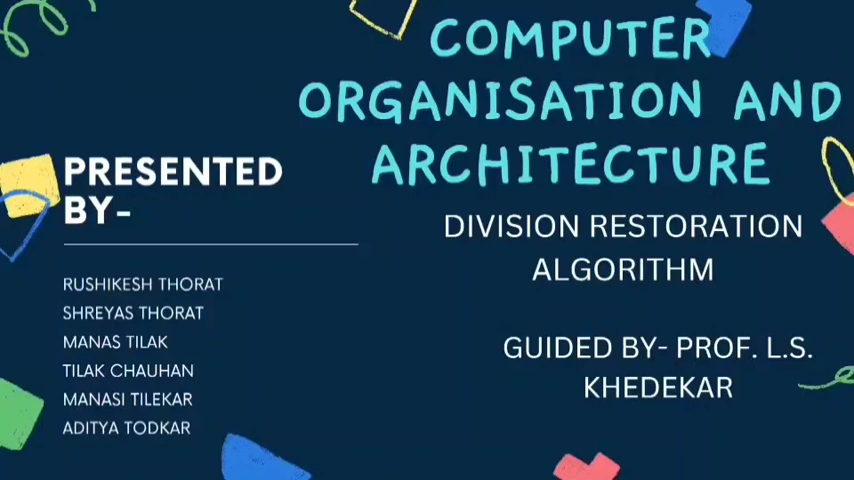 COMPUTER
ORGANISATION AND
ARCHITECTURE
PRESENTED
BY-
RUSHIKESH THORAT
SHREYAS THORAT
MANAS TILAK
TILAK CHAUHAN
MANASI TILEKAR
ADITYA TODKAR
DIVISION RESTORATION
ALGORITHM
GUIDED BY- PROF. L.S.
KHEDEKAR